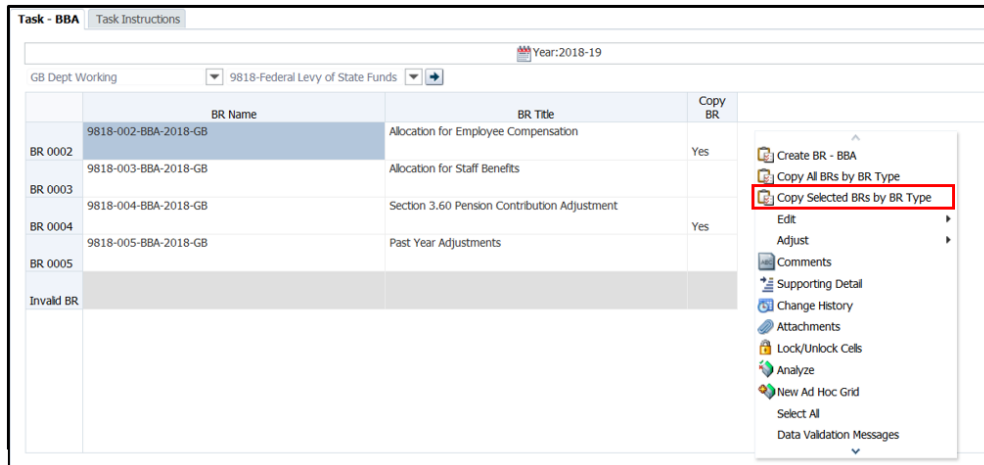 Task - BBA Task Instructions
Year:2018-19
GB Dept Working 9818-Federal Levy of State Funds
BR Name BR Title Copy BR
BR 0002 9818-002-BBA-2018-GB Allocation for Employee Compensation Yes
BR 0003 9818-003-BBA-2018-GB Allocation for Staff Benefits
BR 0004 9818-004-BBA-2018-GB Section 3.60 Pension Contribution Adjustment Yes
BR 0005 9818-005-BBA-2018-GB Past Year Adjustments
Invalid BR
Create BR - BBA
Copy All BRs by BR Type
Copy Selected BRs by BR Type
Edit
Adjust
Comments
Supporting Detail
Change History
Attachments
Lock/Unlock Cells
Analyze
New Ad Hoc Grid
Select All
Data Validation Messages